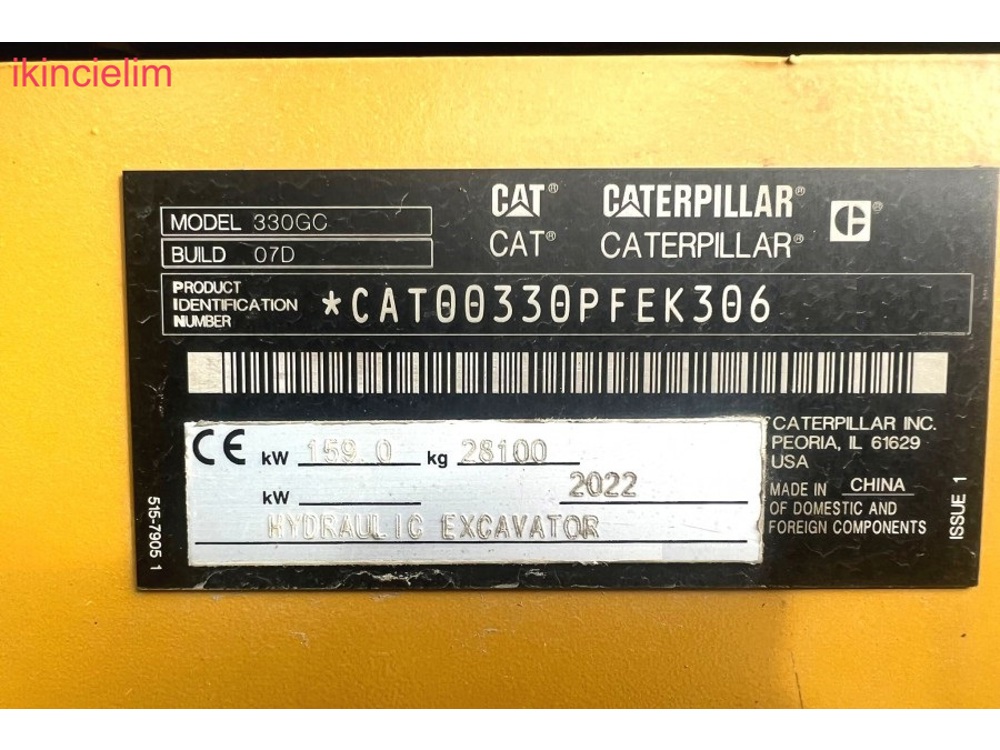 ikincielim
CAT® CATERPILLAR®
CAT® CATERPILLAR®
MODEL 330GC
BUILD 07D
PRODUCT
IDENTIFICATION
NUMBER
*CAT00330PFEK306
CE kW 159.0 kg 28100
kW 2022
HYDRAULIC EXCAVATOR
CATERPILLAR INC.
PEORIA, IL 61629
USA
MADE IN CHINA
OF DOMESTIC AND
FOREIGN COMPONENTS
515-7905 1
ISSUE 1